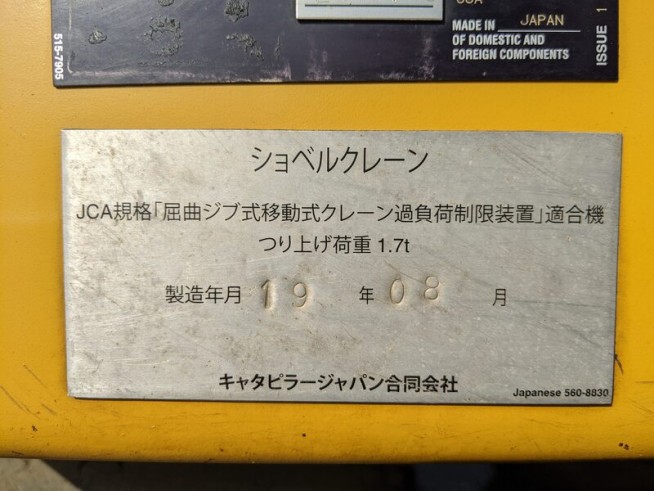 MADE IN JAPAN
OF DOMESTIC AND
FOREIGN COMPONENTS
ISSUE 1
515-7905
ショベルクレーン
JCA規格「屈曲ジブ式移動式クレーン過負荷制限装置」適合機
つり上げ荷重 1.7t
製造年月 19 年 08 月
キャタピラージャパン合同会社
Japanese 560-8830